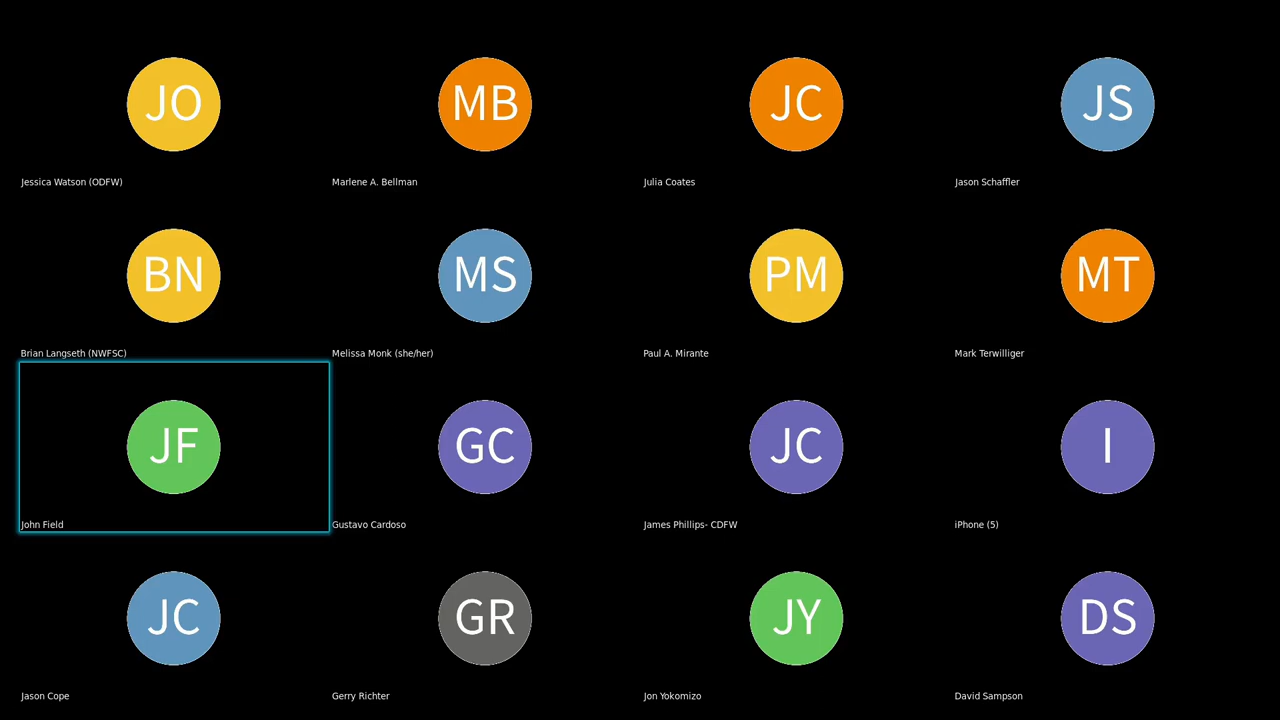 JO
MB
JC
JS
Jessica Watson (ODFW)
Marlene A. Bellman
Julia Coates
Jason Schaffler
BN
MS
PM
MT
Brian Langseth (NWFSC)
Melissa Monk (she/her)
Paul A. Mirante
Mark Terwilliger
JF
GC
JC
I
John Field
Gustavo Cardoso
James Phillips- CDFW
iPhone (5)
JC
GR
JY
DS
Jason Cope
Gerry Richter
Jon Yokomizo
David Sampson